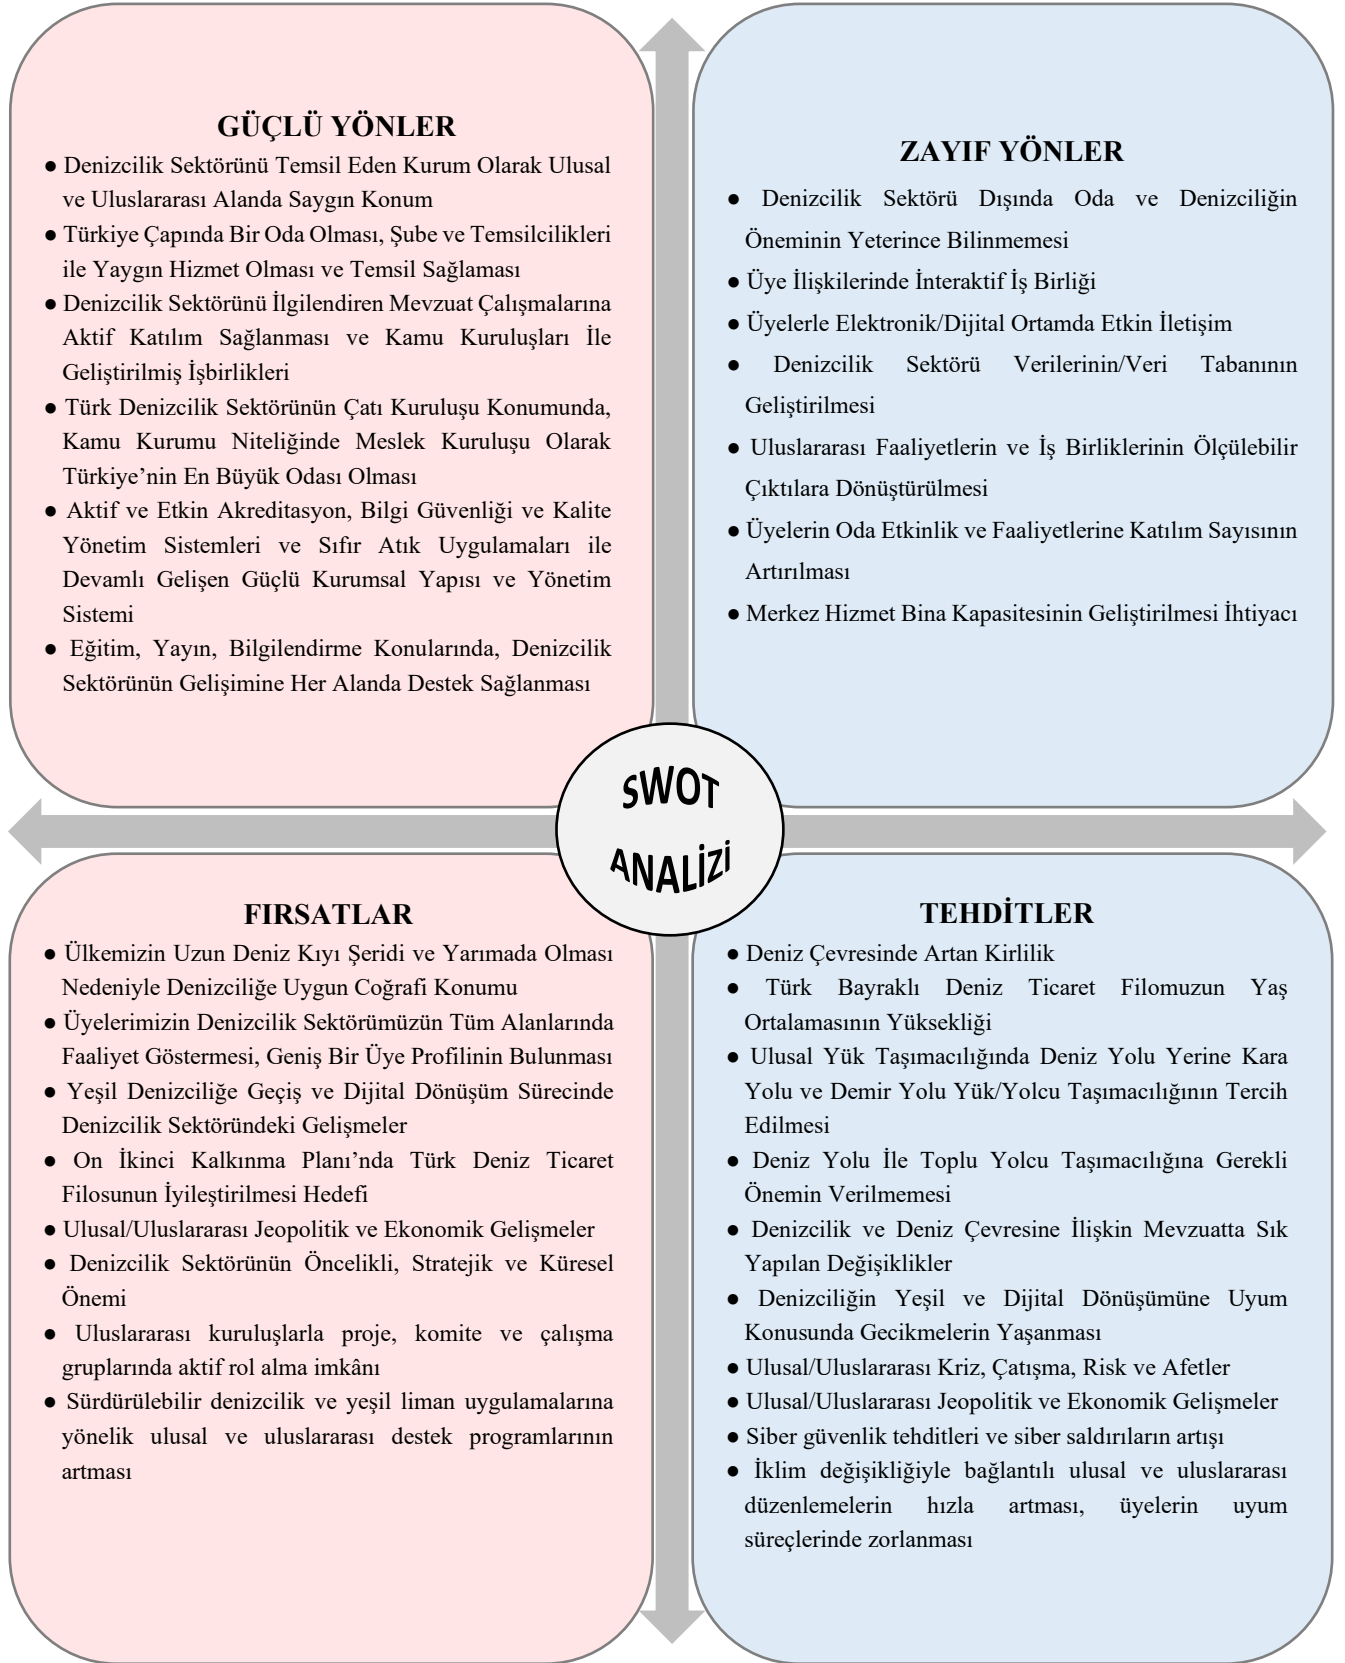 GÜÇLÜ YÖNLER
● Denizcilik Sektörünü Temsil Eden Kurum Olarak Ulusal
ve Uluslararası Alanda Saygın Konum
● Türkiye Çapında Bir Oda Olması, Şube ve Temsilcilikleri
ile Yaygın Hizmet Olması ve Temsil Sağlaması
● Denizcilik Sektörünü İlgilendiren Mevzuat Çalışmalarına
Aktif Katılım Sağlanması ve Kamu Kuruluşları İle
Geliştirilmiş İşbirlikleri
● Türk Denizcilik Sektörünün Çatı Kuruluşu Konumunda,
Kamu Kurumu Niteliğinde Meslek Kuruluşu Olarak
Türkiye’nin En Büyük Odası Olması
● Aktif ve Etkin Akreditasyon, Bilgi Güvenliği ve Kalite
Yönetim Sistemleri ve Sıfır Atık Uygulamaları ile
Devamlı Gelişen Güçlü Kurumsal Yapısı ve Yönetim
Sistemi
● Eğitim, Yayın, Bilgilendirme Konularında, Denizcilik
Sektörünün Gelişimine Her Alanda Destek Sağlanması
ZAYIF YÖNLER
● Denizcilik Sektörü Dışında Oda ve Denizciliğin
Öneminin Yeterince Bilinmemesi
● Üye İlişkilerinde İnteraktif İş Birliği
● Üyelerle Elektronik/Dijital Ortamda Etkin İletişim
● Denizcilik Sektörü Verilerinin/Veri Tabanının
Geliştirilmesi
● Uluslararası Faaliyetlerin ve İş Birliklerinin Ölçülebilir
Çıktılara Dönüştürülmesi
● Üyelerin Oda Etkinlik ve Faaliyetlerine Katılım Sayısının
Artırılması
● Merkez Hizmet Bina Kapasitesinin Geliştirilmesi İhtiyacı
SWOT
ANALİZİ
FIRSATLAR
● Ülkemizin Uzun Deniz Kıyı Şeridi ve Yarımada Olması
Nedeniyle Denizciliğe Uygun Coğrafi Konumu
● Üyelerimizin Denizcilik Sektörümüzün Tüm Alanlarında
Faaliyet Göstermesi, Geniş Bir Üye Profilinin Bulunması
● Yeşil Denizciliğe Geçiş ve Dijital Dönüşüm Sürecinde
Denizcilik Sektöründeki Gelişmeler
● On İkinci Kalkınma Planı’nda Türk Deniz Ticaret
Filosunun İyileştirilmesi Hedefi
● Ulusal/Uluslararası Jeopolitik ve Ekonomik Gelişmeler
● Denizcilik Sektörünün Öncelikli, Stratejik ve Küresel
Önemi
● Uluslararası kuruluşlarla proje, komite ve çalışma
gruplarında aktif rol alma imkânı
● Sürdürülebilir denizcilik ve yeşil liman uygulamalarına
yönelik ulusal ve uluslararası destek programlarının
artması
TEHDİTLER
● Deniz Çevresinde Artan Kirlilik
● Türk Bayraklı Deniz Ticaret Filomuzun Yaş
Ortalamasının Yüksekliği
● Ulusal Yük Taşımacılığında Deniz Yolu Yerine Kara
Yolu ve Demir Yolu Yük/Yolcu Taşımacılığının Tercih
Edilmesi
● Deniz Yolu İle Toplu Yolcu Taşımacılığına Gerekli
Önemin Verilmemesi
● Denizcilik ve Deniz Çevresine İlişkin Mevzuatta Sık
Yapılan Değişiklikler
● Denizciliğin Yeşil ve Dijital Dönüşümüne Uyum
Konusunda Gecikmelerin Yaşanması
● Ulusal/Uluslararası Kriz, Çatışma, Risk ve Afetler
● Ulusal/Uluslararası Jeopolitik ve Ekonomik Gelişmeler
● Siber güvenlik tehditleri ve siber saldırıların artışı
● İklim değişikliğiyle bağlantılı ulusal ve uluslararası
düzenlemelerin hızla artması, üyelerin uyum
süreçlerinde zorlanması